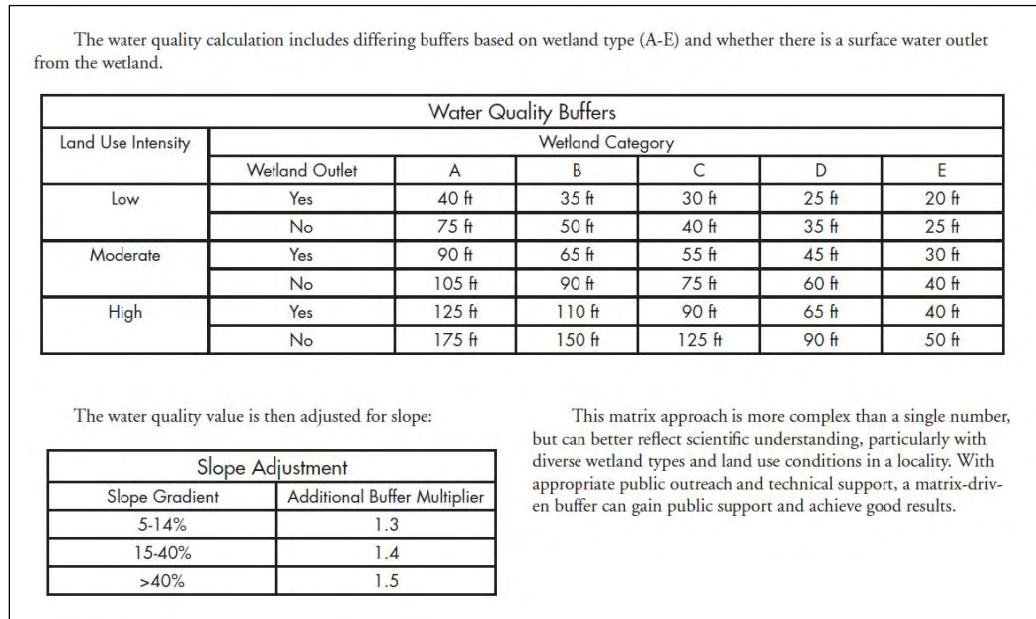 The water quality calculation includes differing buffers based on wetland type (A-E) and whether there is a surface water outlet
from the wetland.
Water Quality Buffers
Land Use Intensity Wetland Category
Wetland Outlet A B C D E
Low Yes 40 ft 35 ft 30 ft 25 ft 20 ft
No 75 ft 50 ft 40 ft 35 ft 25 ft
Moderate Yes 90 ft 65 ft 55 ft 45 ft 30 ft
No 105 ft 90 ft 75 ft 60 ft 40 ft
High Yes 125 ft 110 ft 90 ft 65 ft 40 ft
No 175 ft 150 ft 125 ft 90 ft 50 ft
The water quality value is then adjusted for slope:
Slope Adjustment
Slope Gradient Additional Buffer Multiplier
5-14% 1.3
15-40% 1.4
>40% 1.5
This matrix approach is more complex than a single number,
but can better reflect scientific understanding, particularly with
diverse wetland types and land use conditions in a locality. With
appropriate public outreach and technical support, a matrix-driv-
en buffer can gain public support and achieve good results.